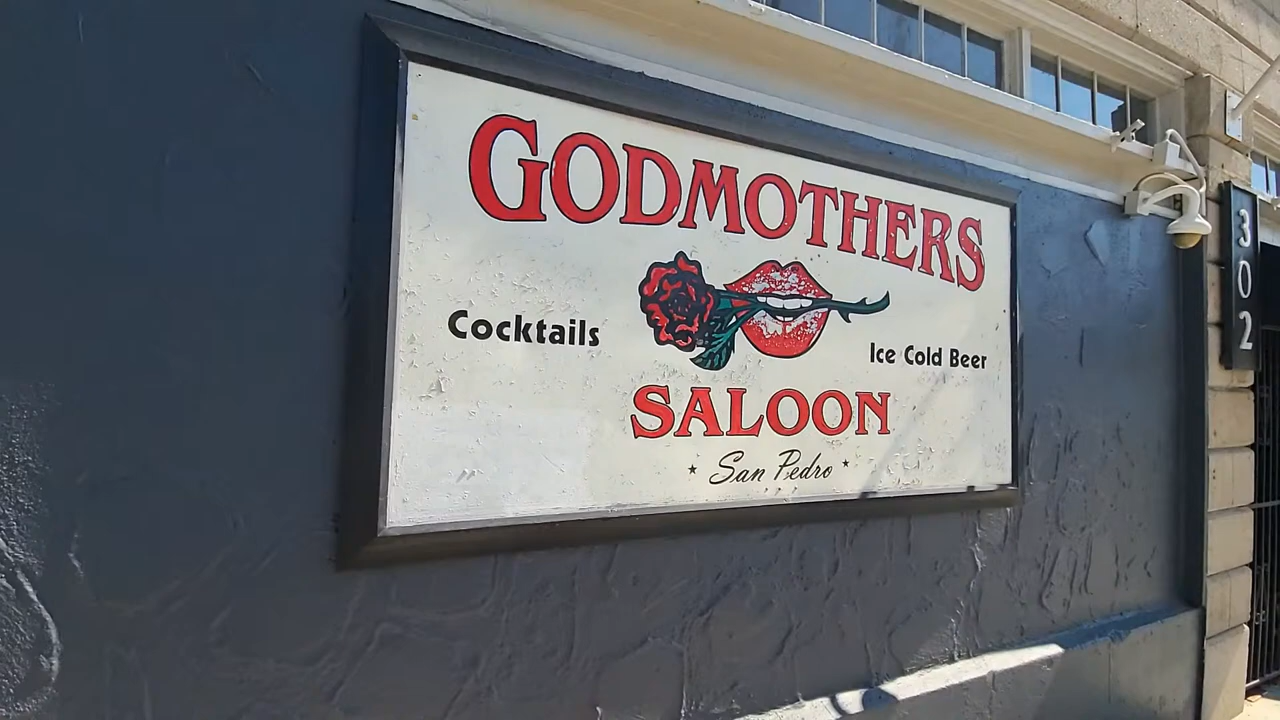 GODMOTHERS
Cocktails
Ice Cold Beer
SALOON
★ San Pedro ★
302